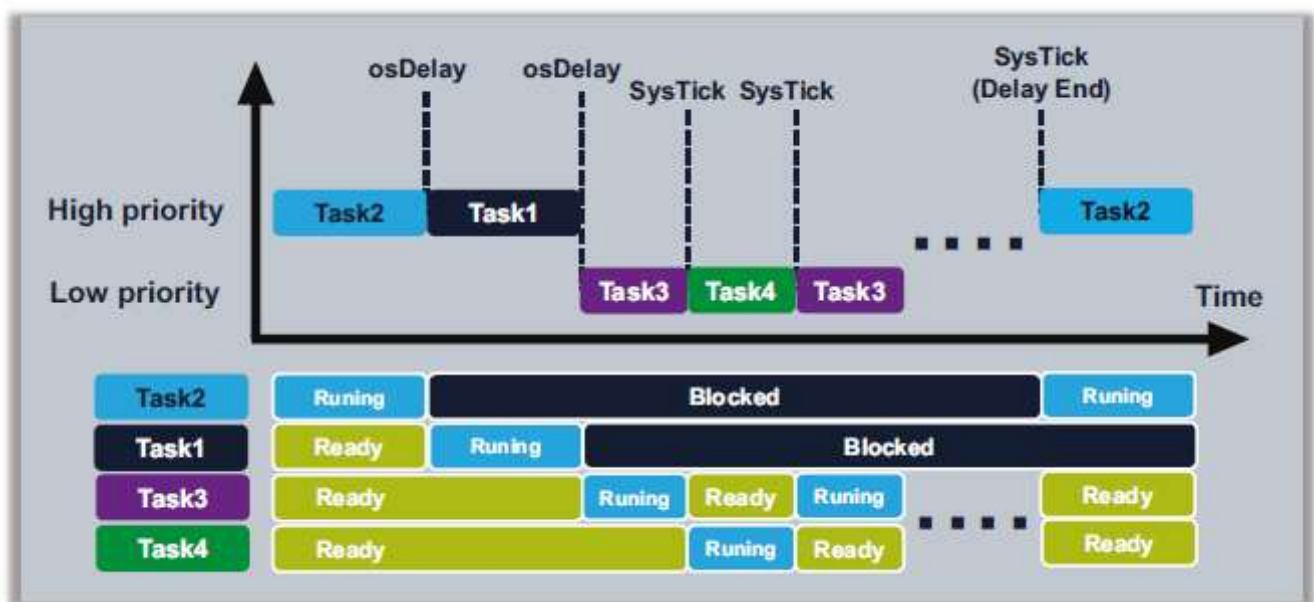 osDelay osDelay SysTick SysTick SysTick
(Delay End)
High priority Task2 Task1 Task2
Low priority Task3 Task4 Task3
Time
Task2 Runing Blocked Runing
Task1 Ready Runing Blocked
Task3 Ready Runing Ready Runing Ready
Task4 Ready Runing Ready Ready